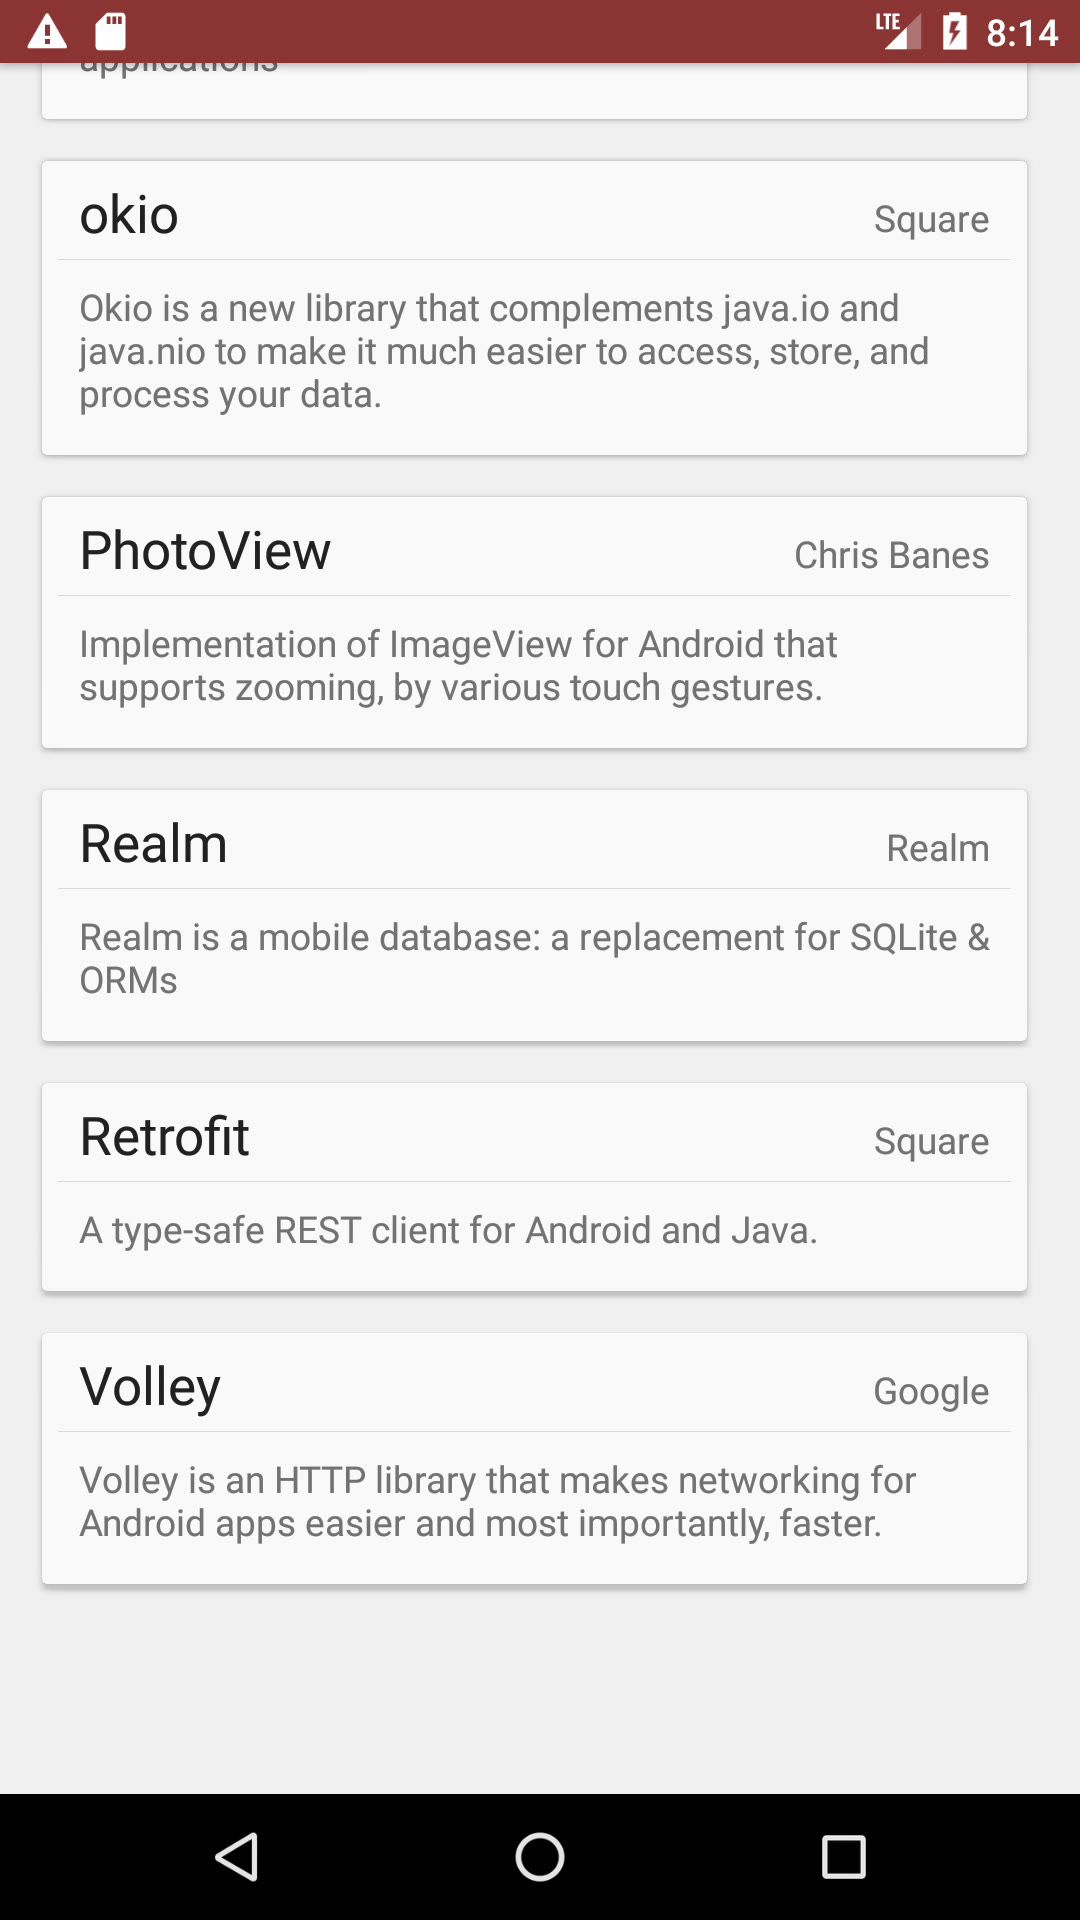 LTE 8:14
applications
okio Square
Okio is a new library that complements java.io and
java.nio to make it much easier to access, store, and
process your data.
PhotoView Chris Banes
Implementation of ImageView for Android that
supports zooming, by various touch gestures.
Realm Realm
Realm is a mobile database: a replacement for SQLite &
ORMs
Retrofit Square
A type-safe REST client for Android and Java.
Volley Google
Volley is an HTTP library that makes networking for
Android apps easier and most importantly, faster.